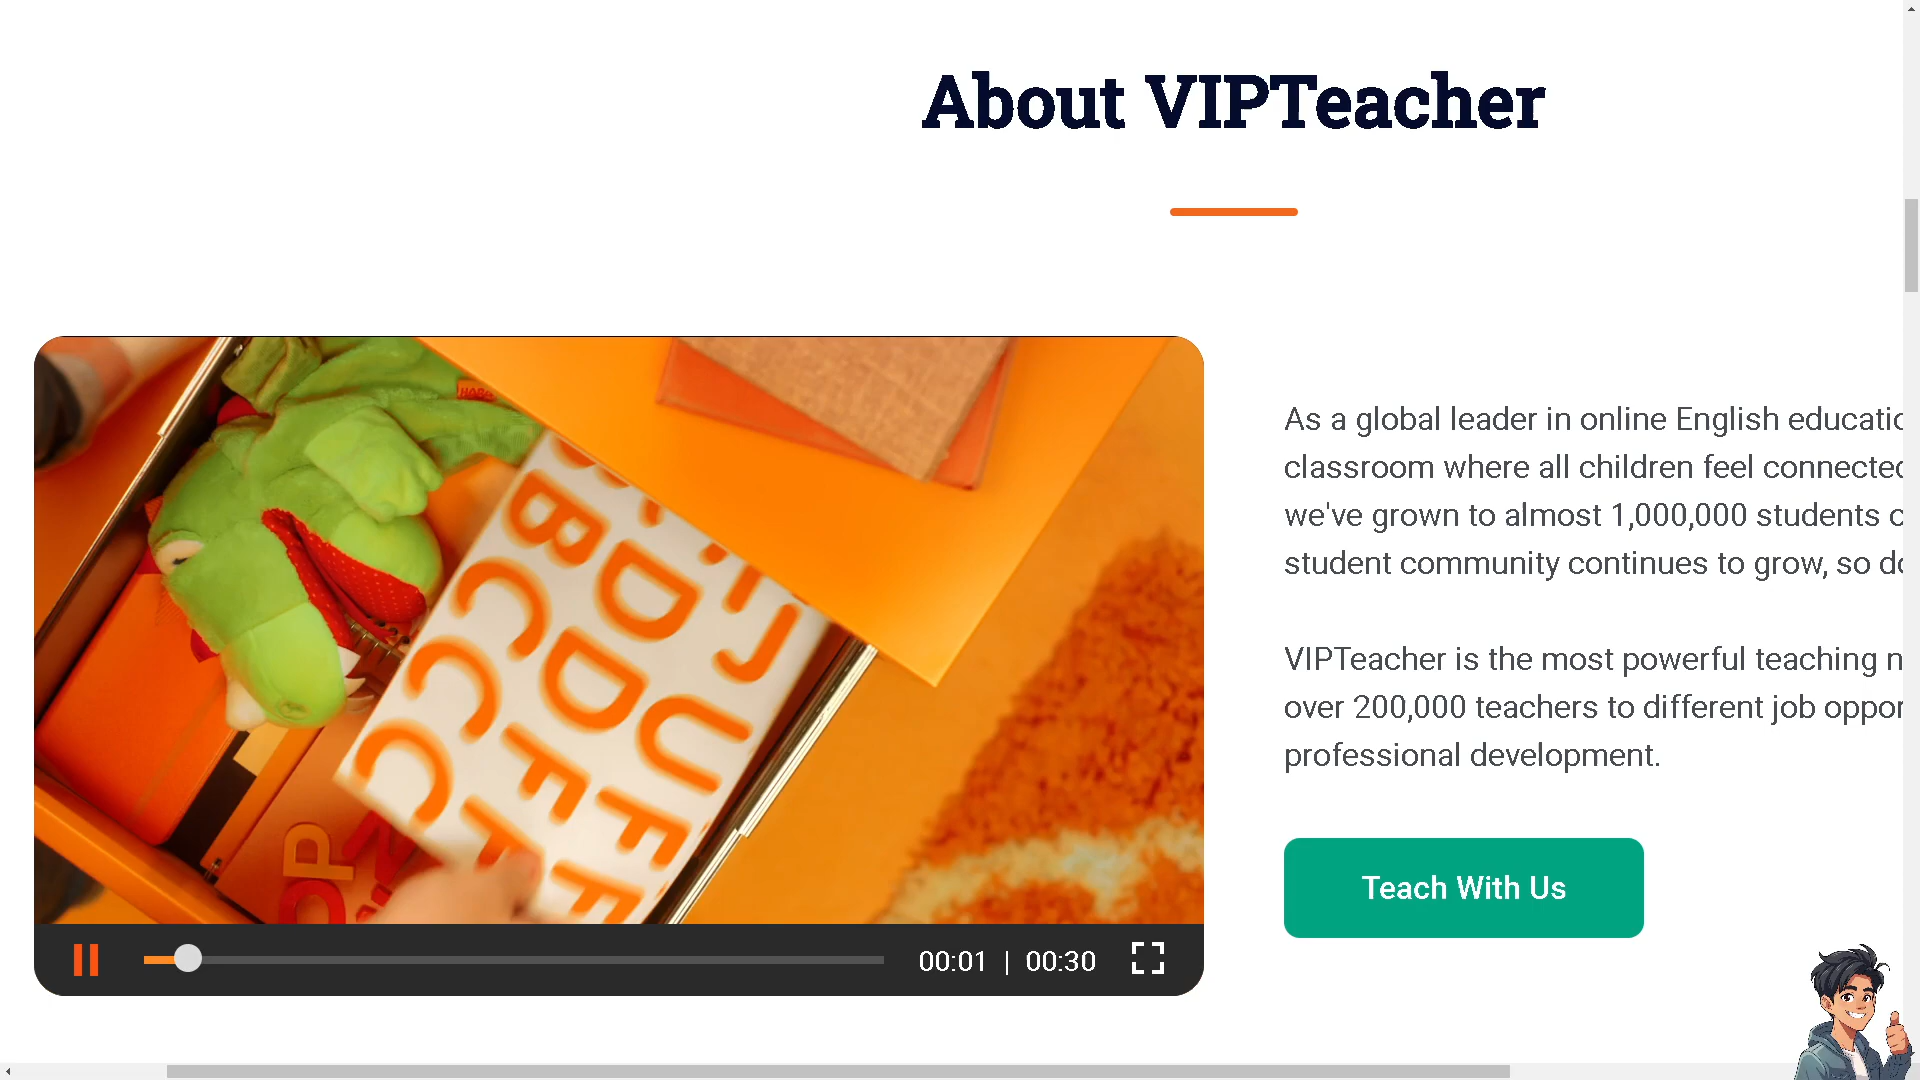 About VIPTeacher
As a global leader in online English educatio
classroom where all children feel connected
we've grown to almost 1,000,000 students
student community continues to grow, so do
VIPTeacher is the most powerful teaching
over 200,000 teachers to different job oppor
professional development.
Teach With Us
00:01 | 00:30